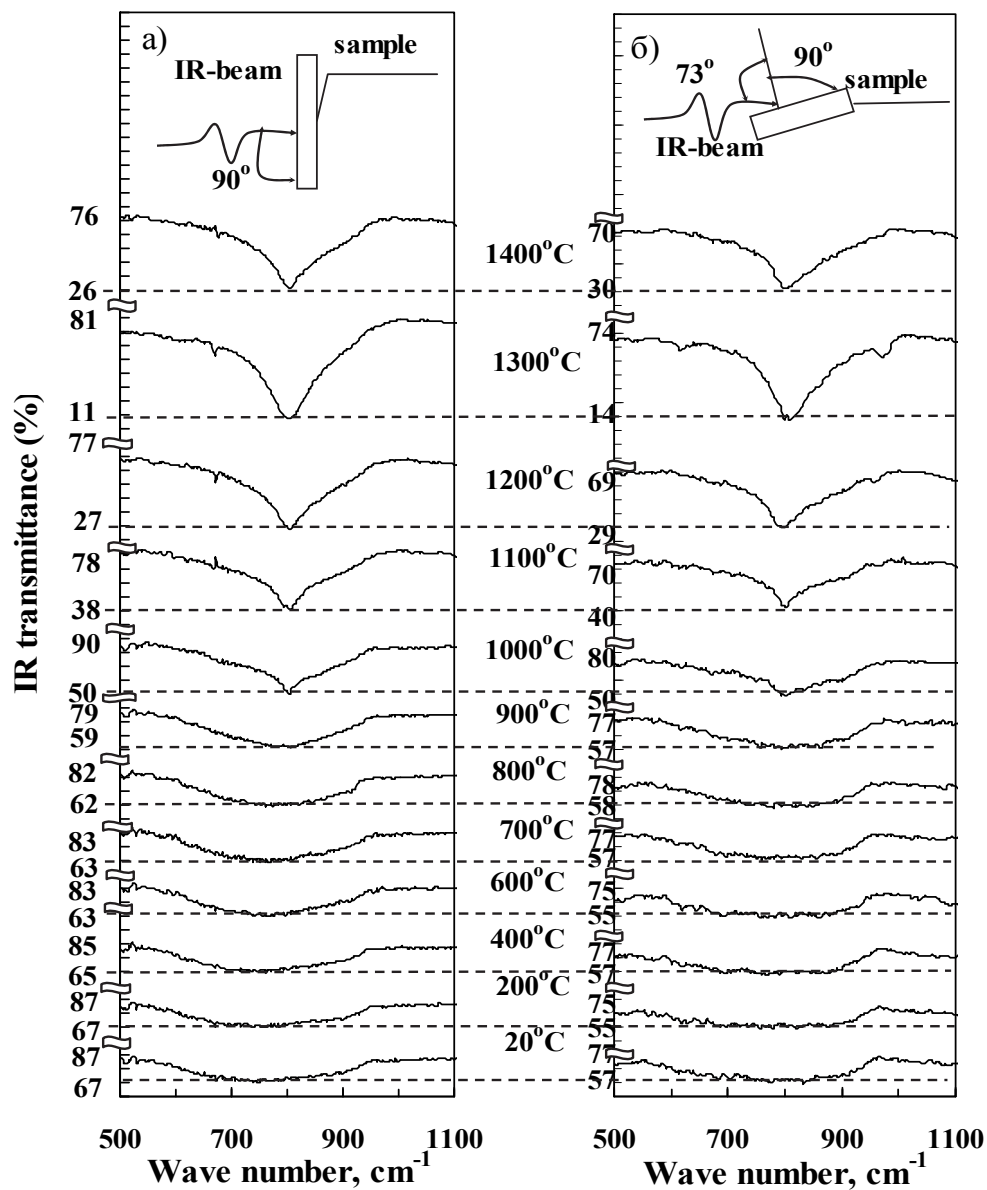 а)
sample
IR-beam
90°
б)
73°
90°
sample
IR-beam
IR transmittance (%)
76
26
81
11
77
27
78
38
90
50
79
59
82
62
83
63
83
63
85
65
87
67
87
67
1400°C
1300°C
1200°C
1100°C
1000°C
900°C
800°C
700°C
600°C
400°C
200°C
20°C
70
30
74
14
69
29
70
40
80
50
77
57
78
58
77
57
75
55
77
57
75
55
77
57
500 700 900 1100
Wave number, cm-1
500 700 900 1100
Wave number, cm-1